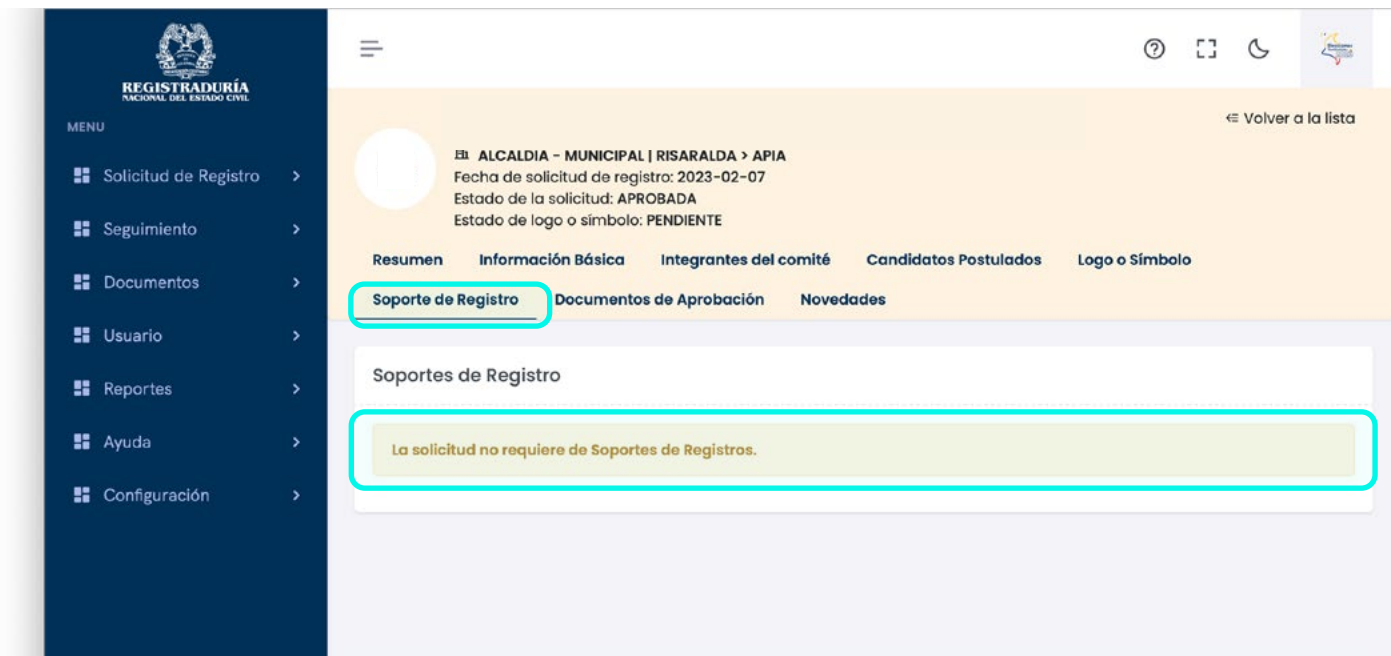 REGISTRADURÍA
NACIONAL DEL ESTADO CIVIL
MENU
Solicitud de Registro
Seguimiento
Documentos
Usuario
Reportes
Ayuda
Configuración
Volver a la lista
ALCALDIA - MUNICIPAL | RISARALDA > APIA
Fecha de solicitud de registro: 2023-02-07
Estado de la solicitud: APROBADA
Estado de logo o símbolo: PENDIENTE
Resumen Información Básica Integrantes del comité Candidatos Postulados Logo o Símbolo
Soporte de Registro Documentos de Aprobación Novedades
Soportes de Registro
La solicitud no requiere de Soportes de Registros.